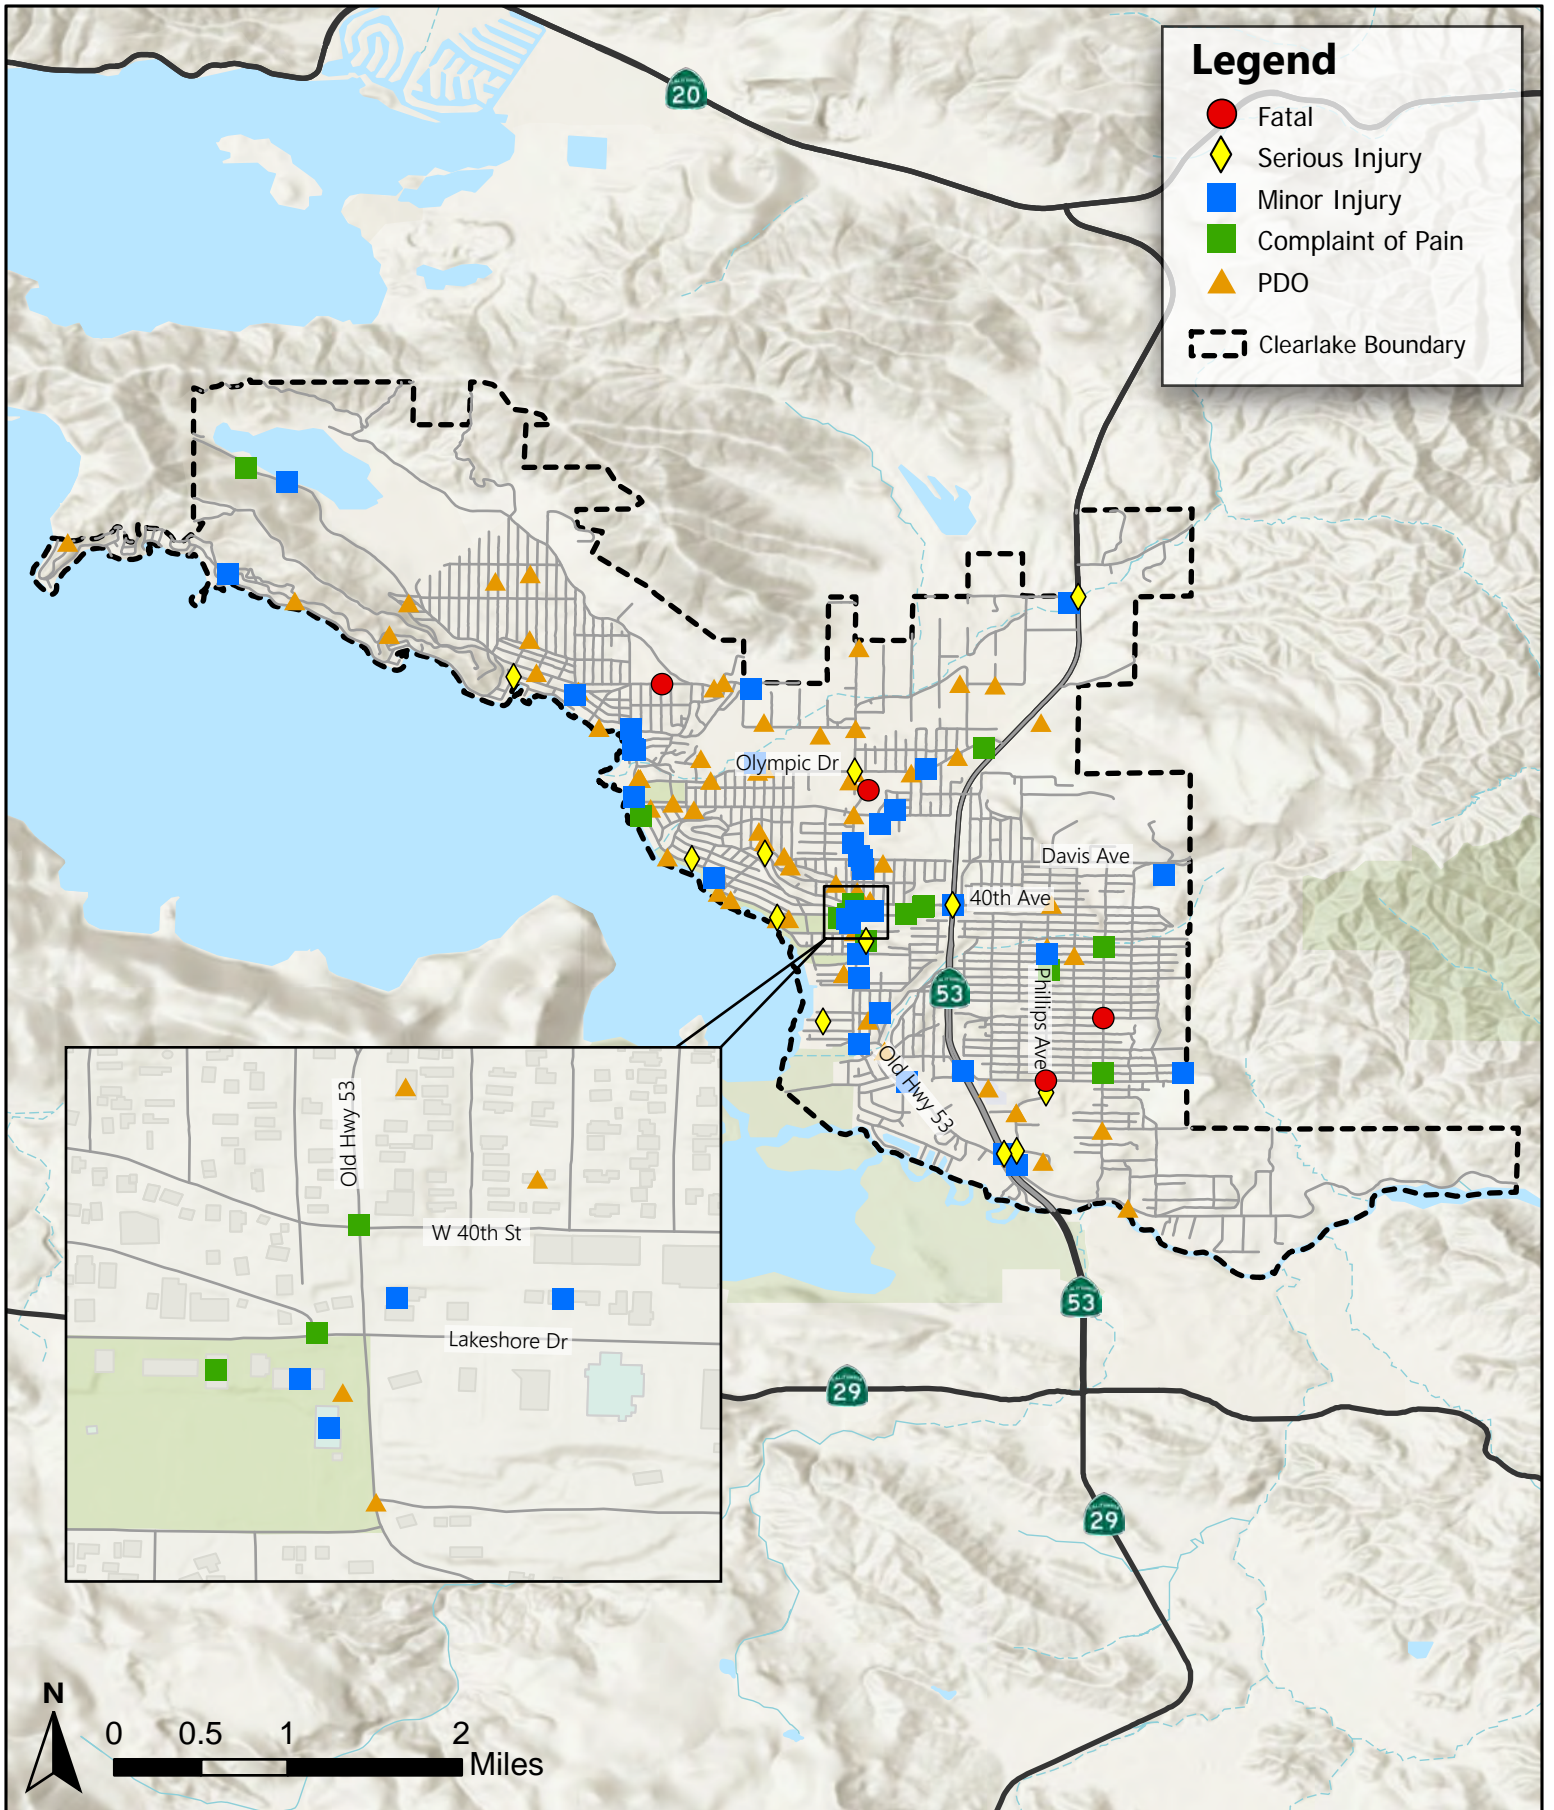 20
Legend
Fatal
Serious Injury
Minor Injury
Complaint of Pain
PDO
Clearlake Boundary
Olympic Dr
Davis Ave
40th Ave
53
Phillips Ave
Old Hwy 53
Old Hwy 53
W 40th St
Lakeshore Dr
53
29
29
N
0 0.5 1 2
Miles